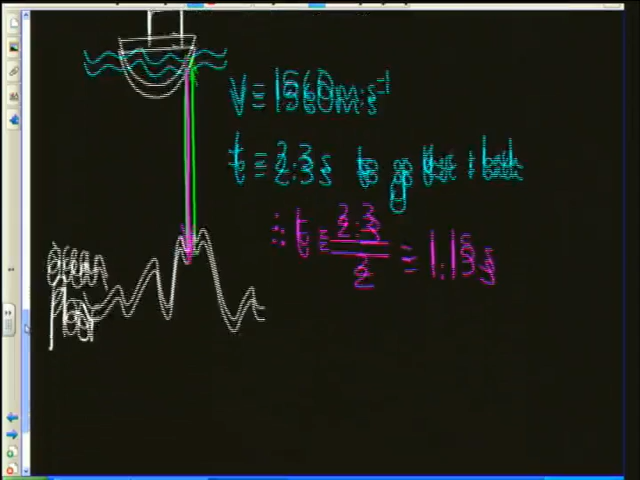 V = 1560 m·s⁻¹
t = 2.3 s to go there + back
∴ t = 2.3/2 = 1.15 s
ocean
floor